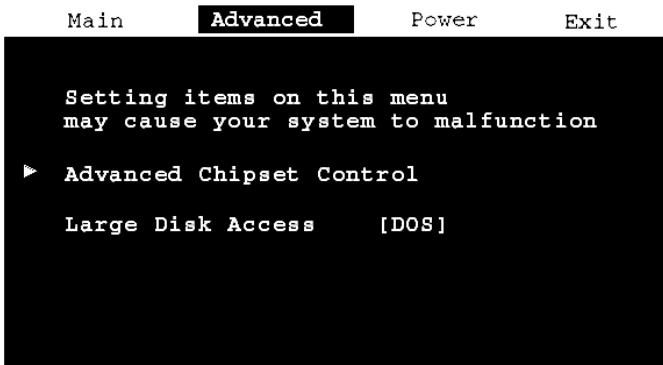 Main Advanced Power Exit
Setting items on this menu
may cause your system to malfunction
Advanced Chipset Control
Large Disk Access [DOS]